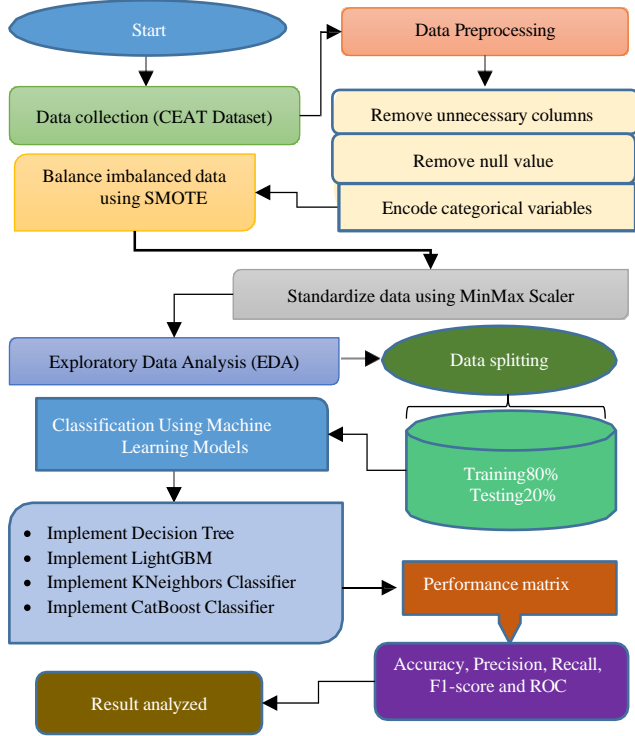 Start
Data Preprocessing
Data collection (CEAT Dataset)
Remove unnecessary columns
Remove null value
Encode categorical variables
Balance imbalanced data
using SMOTE
Standardize data using MinMax Scaler
Exploratory Data Analysis (EDA)
Data splitting
Training80%
Testing20%
Classification Using Machine
Learning Models
• Implement Decision Tree
• Implement LightGBM
• Implement KNeighbors Classifier
• Implement CatBoost Classifier
Performance matrix
Accuracy, Precision, Recall,
F1-score and ROC
Result analyzed